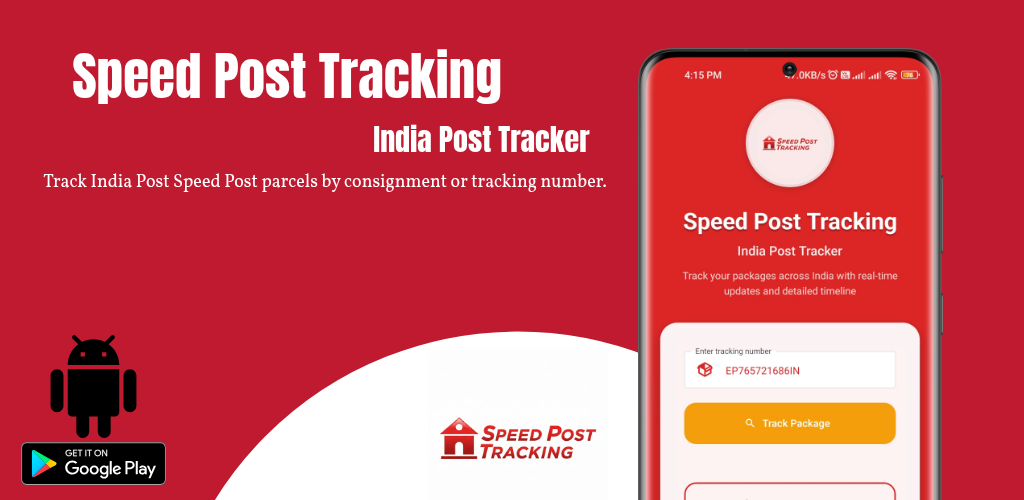 Speed Post Tracking
India Post Tracker
Track India Post Speed Post parcels by consignment or tracking number.
GET IT ON
Google Play
SPEED POST
TRACKING
4:15 PM
.0KB/s
SPEED POST
TRACKING
Speed Post Tracking
India Post Tracker
Track your packages across India with real-time
updates and detailed timeline
Enter tracking number
EP765721686IN
Track Package